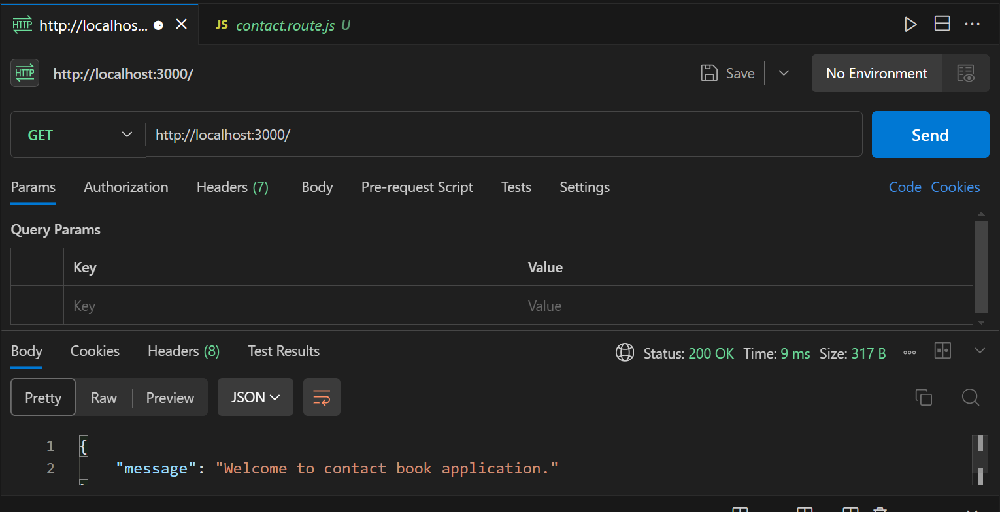 HTTP http://localhos... JS contact.route.js U
HTTP http://localhost:3000/ Save No Environment
GET http://localhost:3000/ Send
Params Authorization Headers (7) Body Pre-request Script Tests Settings Code Cookies
Query Params
Key Value
Key Value
Body Cookies Headers (8) Test Results Status: 200 OK Time: 9 ms Size: 317 B
Pretty Raw Preview JSON
1 {
2 "message": "Welcome to contact book application."